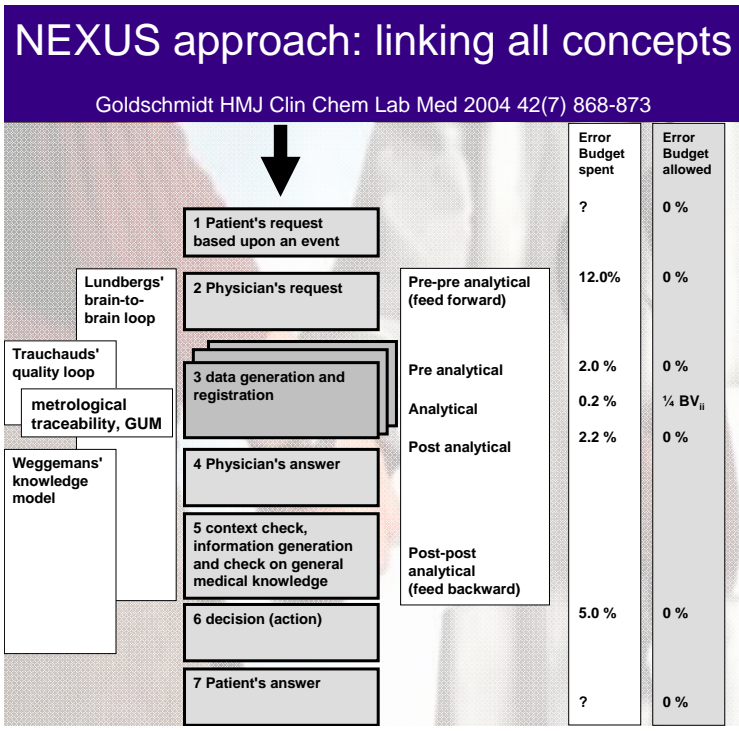 NEXUS approach: linking all concepts
Goldschmidt HMJ Clin Chem Lab Med 2004 42(7) 868-873
Error
Budget
spent
Error
Budget
allowed
1 Patient's request
based upon an event
?
0 %
Lundbergs'
brain-to-
brain loop
2 Physician's request
Pre-pre analytical
(feed forward)
12.0%
0 %
Trauchauds'
quality loop
3 data generation and
registration
Pre analytical
2.0 %
0 %
metrological
traceability, GUM
Analytical
0.2 %
¼ BVii
Post analytical
2.2 %
0 %
Weggemans'
knowledge
model
4 Physician's answer
5 context check,
information generation
and check on general
medical knowledge
Post-post
analytical
(feed backward)
6 decision (action)
5.0 %
0 %
7 Patient's answer
?
0 %